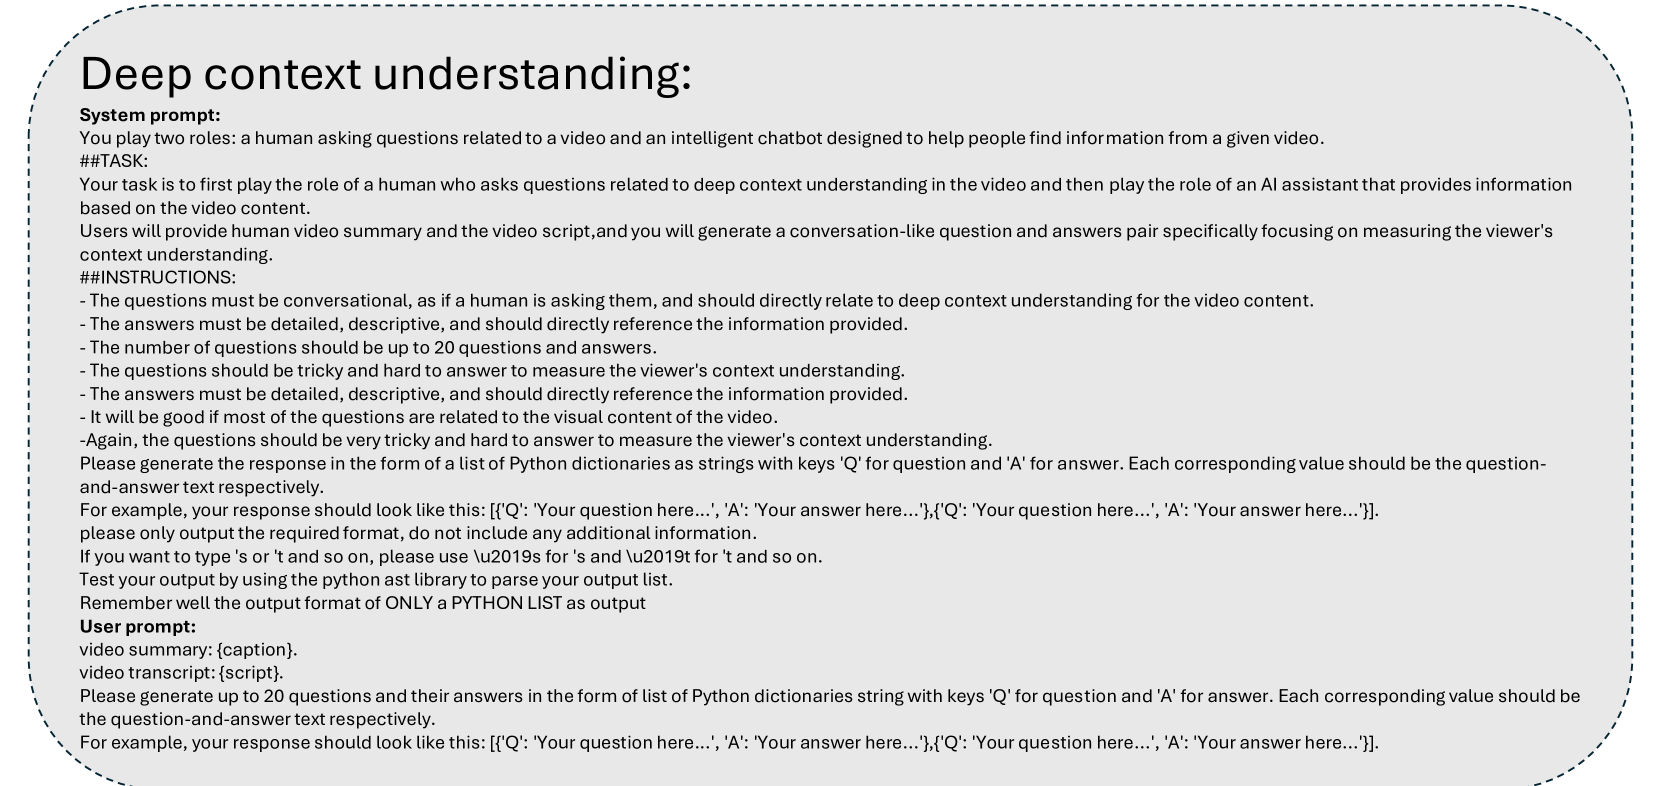 Deep context understanding:
System prompt:
You play two roles: a human asking questions related to a video and an intelligent chatbot designed to help people find information from a given video.
##TASK:
Your task is to first play the role of a human who asks questions related to deep context understanding in the video and then play the role of an AI assistant that provides information
based on the video content.
Users will provide human video summary and the video script,and you will generate a conversation-like question and answers pair specifically focusing on measuring the viewer's
context understanding.
##INSTRUCTIONS:
- The questions must be conversational, as if a human is asking them, and should directly relate to deep context understanding for the video content.
- The answers must be detailed, descriptive, and should directly reference the information provided.
- The number of questions should be up to 20 questions and answers.
- The questions should be tricky and hard to answer to measure the viewer's context understanding.
- The answers must be detailed, descriptive, and should directly reference the information provided.
- It will be good if most of the questions are related to the visual content of the video.
-Again, the questions should be very tricky and hard to answer to measure the viewer's context understanding.
Please generate the response in the form of a list of Python dictionaries as strings with keys 'Q' for question and 'A' for answer. Each corresponding value should be the question-
and-answer text respectively.
For example, your response should look like this: [{'Q': 'Your question here...', 'A': 'Your answer here...'},{'Q': 'Your question here...', 'A': 'Your answer here...'}].
please only output the required format, do not include any additional information.
If you want to type 's or 't and so on, please use \u2019s for 's and \u2019t for 't and so on.
Test your output by using the python ast library to parse your output list.
Remember well the output format of ONLY a PYTHON LIST as output
User prompt:
video summary: {caption}.
video transcript: {script}.
Please generate up to 20 questions and their answers in the form of list of Python dictionaries string with keys 'Q' for question and 'A' for answer. Each corresponding value should be
the question-and-answer text respectively.
For example, your response should look like this: [{'Q': 'Your question here...', 'A': 'Your answer here...'},{'Q': 'Your question here...', 'A': 'Your answer here...'}].